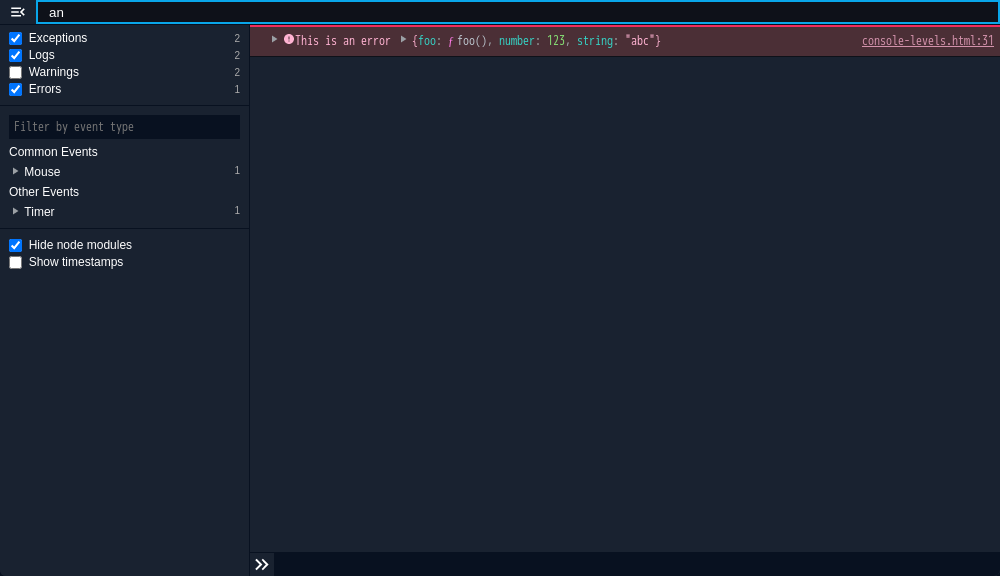 an
Exceptions 2
Logs 2
Warnings 2
Errors 1
Filter by event type
Common Events
Mouse 1
Other Events
Timer 1
Hide node modules
Show timestamps
This is an error {foo: ƒ foo(), number: 123, string: "abc"} console-levels.html:31